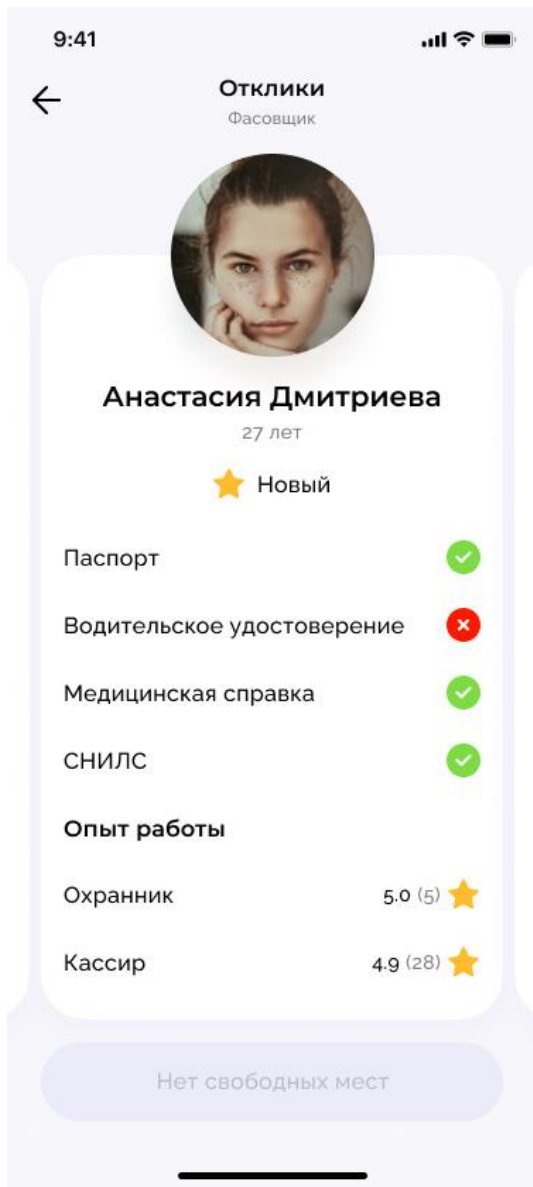 9:41
Отклики
Фасовщик
Анастасия Дмитриева
27 лет
Новый
Паспорт
Водительское удостоверение
Медицинская справка
СНИЛС
Опыт работы
Охранник 5.0 (5)
Кассир 4.9 (28)
Нет свободных мест